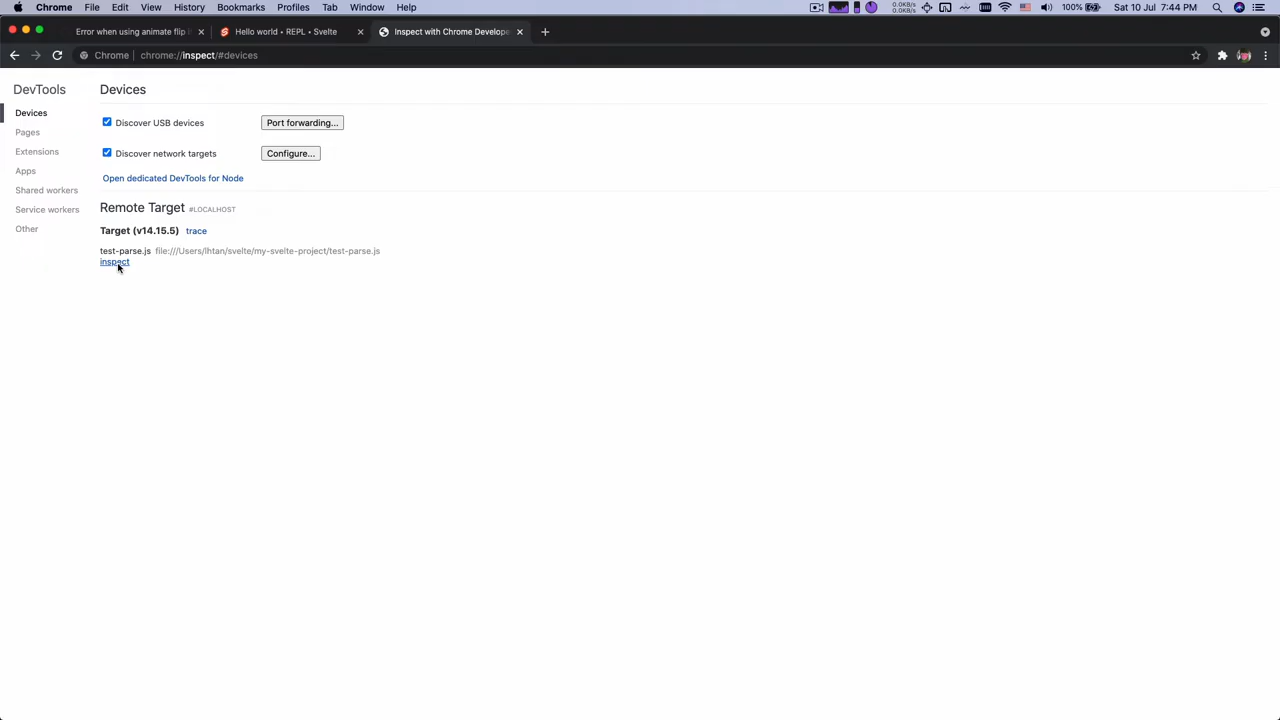 Chrome File Edit View History Bookmarks Profiles Tab Window Help 0.0KB/s 0.0KB/s 100% Sat 10 Jul 7:44 PM
Error when using animate flip i Hello world • REPL • Svelte Inspect with Chrome Develope
Chrome chrome://inspect/#devices
DevTools
Devices
Pages
Extensions
Apps
Shared workers
Service workers
Other
Devices
Discover USB devices Port forwarding...
Discover network targets Configure...
Open dedicated DevTools for Node
Remote Target #LOCALHOST
Target (v14.15.5) trace
test-parse.js file:///Users/lhtan/svelte/my-svelte-project/test-parse.js
inspect